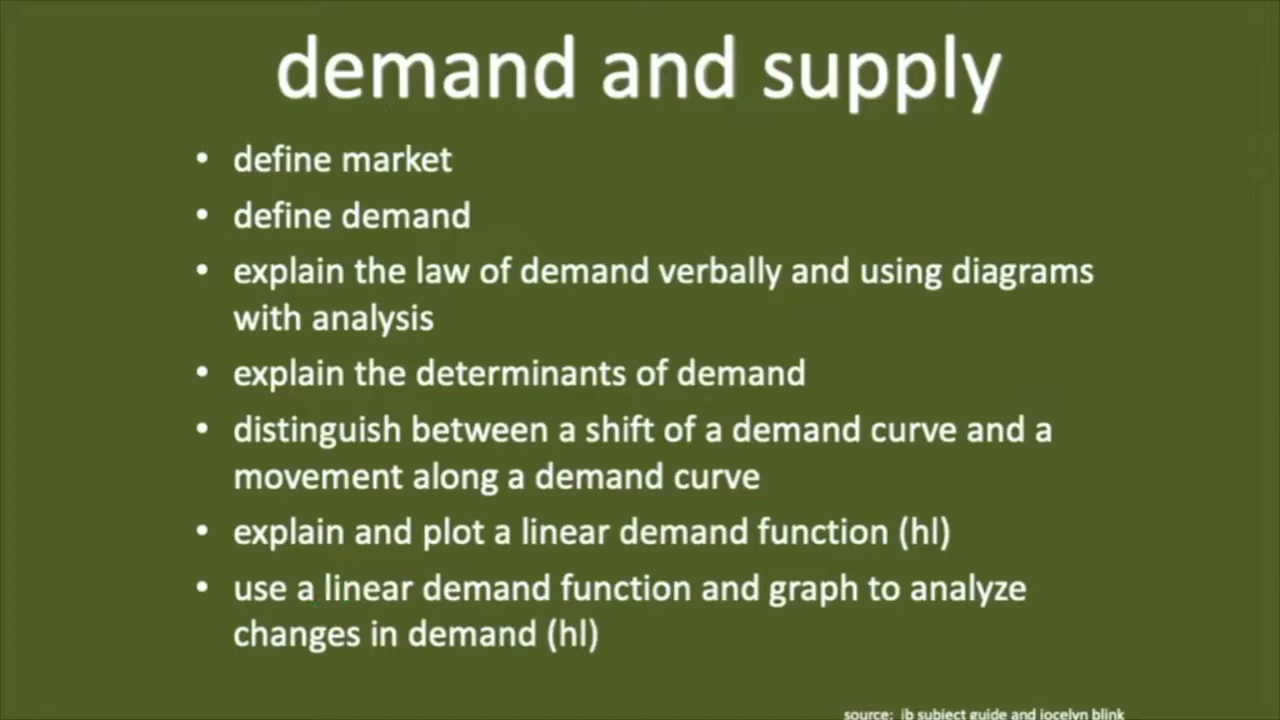 demand and supply
• define market
• define demand
• explain the law of demand verbally and using diagrams
with analysis
• explain the determinants of demand
• distinguish between a shift of a demand curve and a
movement along a demand curve
• explain and plot a linear demand function (hl)
• use a linear demand function and graph to analyze
changes in demand (hl)
source: ib subject guide and jocelyn blink